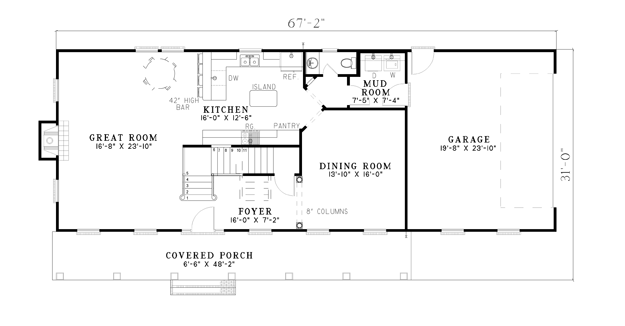 67'-2"
DW
REF
D W
MUD
ROOM
7'-6" X 7'-4"
ISLAND
42" HIGH
BAR
KITCHEN
16'-0" X 12'-6"
RG
PANTRY
GREAT ROOM
16'-8" X 23'-10"
GARAGE
19'-8" X 23'-10"
31'-0"
DINING ROOM
13'-10" X 16'-0"
FOYER
16'-0" X 7'-2"
8" COLUMNS
COVERED PORCH
6'-6" X 48'-2"